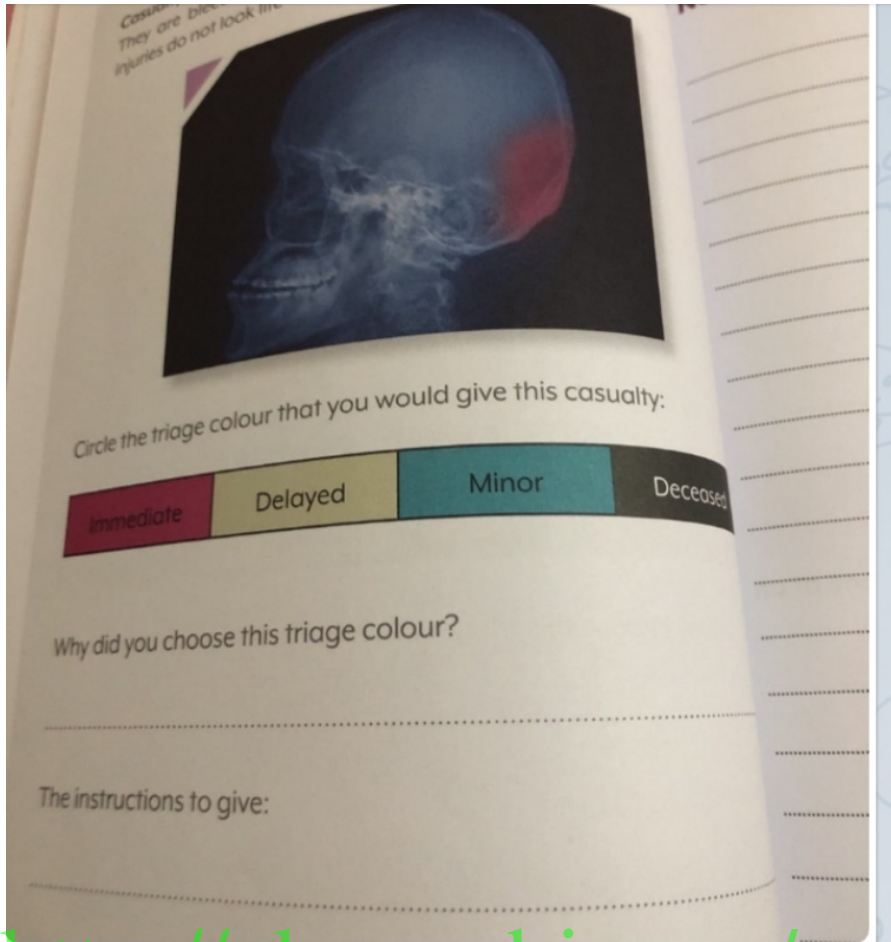 They are
injuries do not look
Circle the triage colour that you would give this casualty:
Immediate
Delayed
Minor
Deceased
Why did you choose this triage colour?
The instructions to give: